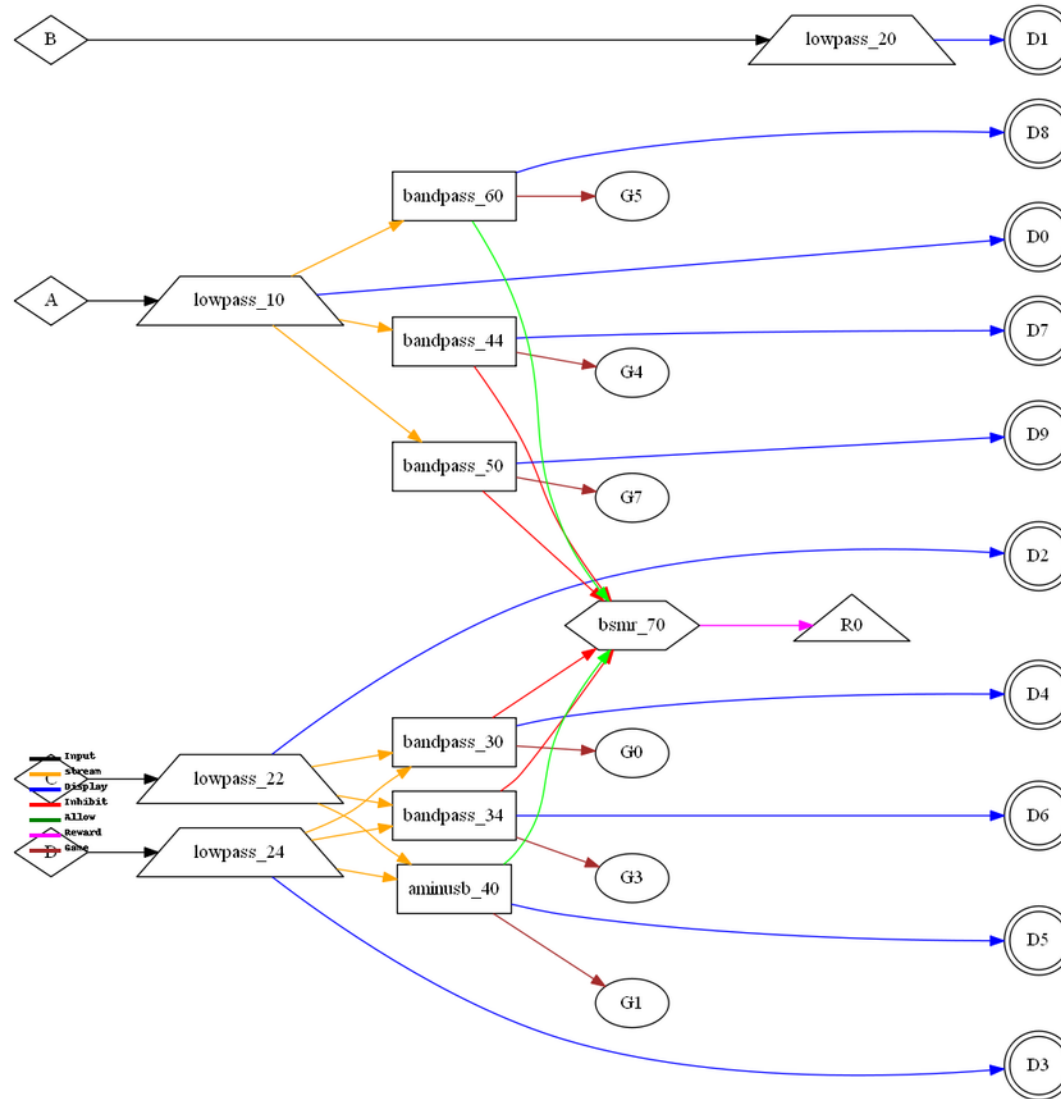 B
lowpass_20
D1
D8
bandpass_60
G5
D0
A
lowpass_10
D7
bandpass_44
G4
D9
bandpass_50
G7
D2
bsmr_70
R0
D4
bandpass_30
G0
Input
stream
C
lowpass_22
Display
Inhibit
bandpass_34
D6
Allow
Reward
D
Game
lowpass_24
G3
aminusb_40
D5
G1
D3